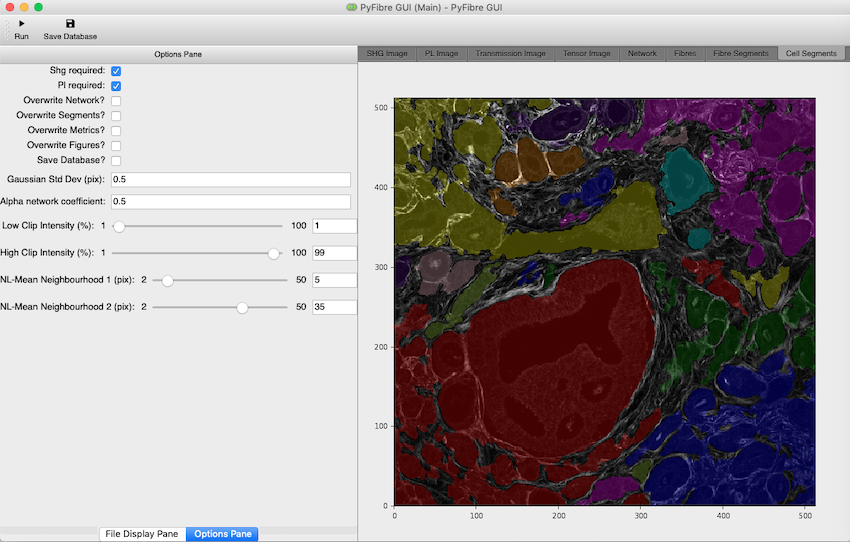 PyFibre GUI (Main) - PyFibre GUI
Run Save Database
Options Pane
Shg required:
Pl required:
Overwrite Network?
Overwrite Segments?
Overwrite Metrics?
Overwrite Figures?
Save Database?
Gaussian Std Dev (pix): 0.5
Alpha network coefficient: 0.5
Low Clip Intensity (%): 1 100 1
High Clip Intensity (%): 1 100 99
NL-Mean Neighbourhood 1 (pix): 2 50 5
NL-Mean Neighbourhood 2 (pix): 2 50 35
File Display Pane Options Pane
SHG Image PL Image Transmission Image Tensor Image Network Fibres Fibre Segments Cell Segments
500
400
300
200
100
0
0 100 200 300 400 500